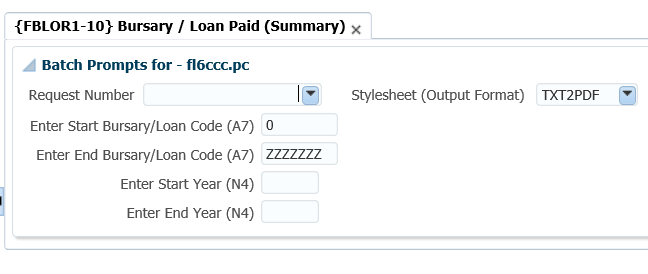 {FBLOR1-10} Bursary / Loan Paid (Summary)
Batch Prompts for - fl6ccc.pc
Request Number Stylesheet (Output Format) TXT2PDF
Enter Start Bursary/Loan Code (A7) 0
Enter End Bursary/Loan Code (A7) ZZZZZZZ
Enter Start Year (N4)
Enter End Year (N4)